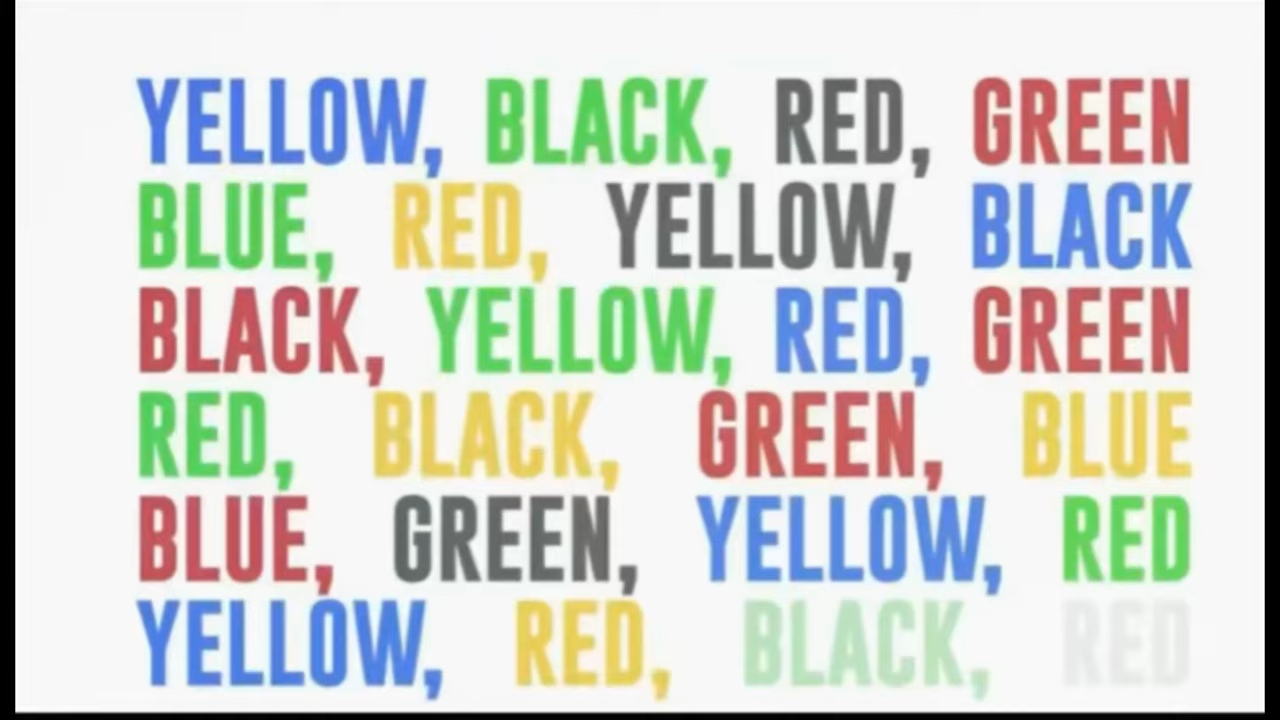 YELLOW, BLACK, RED, GREEN
BLUE, RED, YELLOW, BLACK
BLACK, YELLOW, RED, GREEN
RED, BLACK, GREEN, BLUE
BLUE, GREEN, YELLOW, RED
YELLOW, RED, BLACK, RED